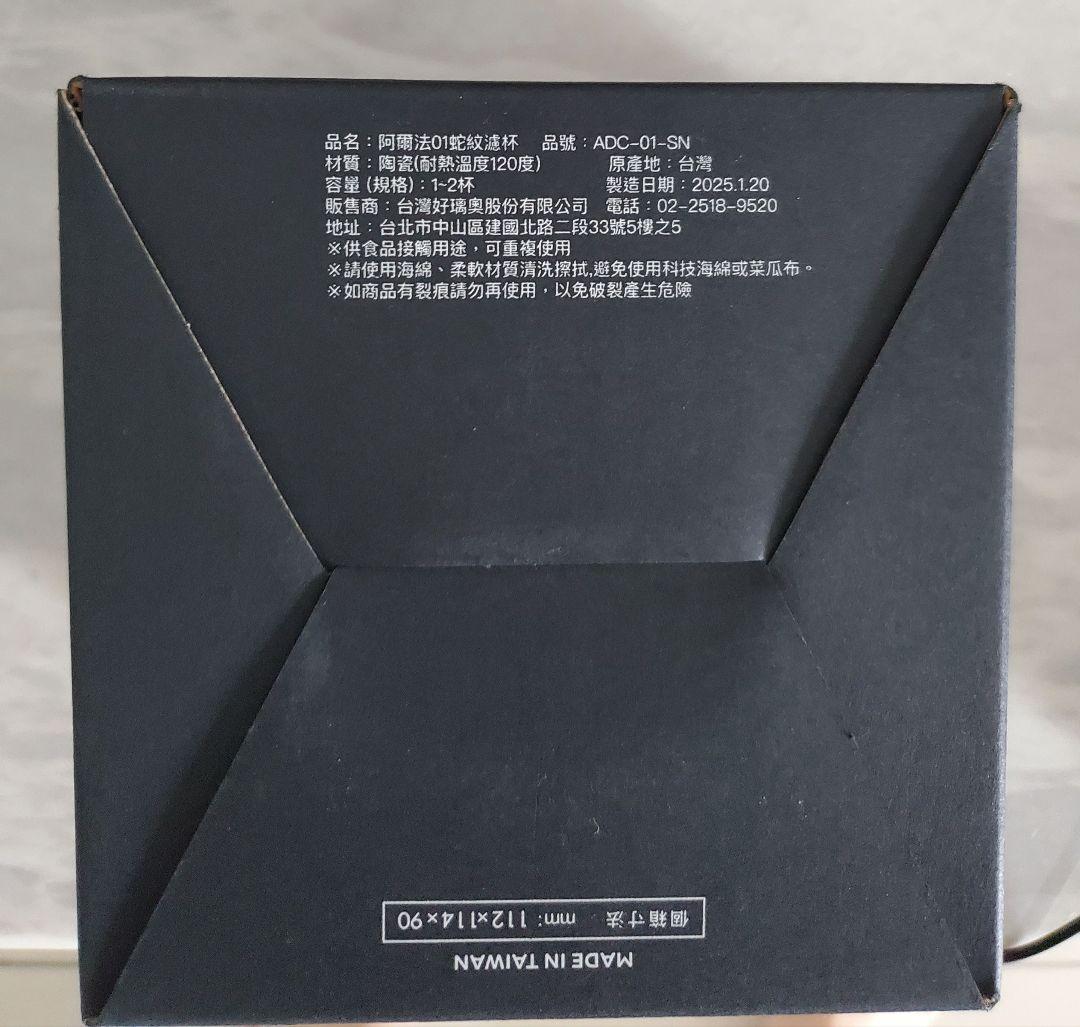 品名：阿爾法01蛇紋濾杯 品號：ADC-01-SN
材質：陶瓷(耐熱溫度120度) 原產地：台灣
容量(規格)：1~2杯 製造日期：2025.1.20
販售商：台灣好璃奧股份有限公司 電話：02-2518-9520
地址：台北市中山區建國北路二段33號5樓之5
※供食品接觸用途，可重複使用
※請使用海綿、柔軟材質清洗擦拭,避免使用科技海綿或菜瓜布。
※如商品有裂痕請勿再使用，以免破裂產生危險
個箱寸法 mm: 112×114×90
MADE IN TAIWAN